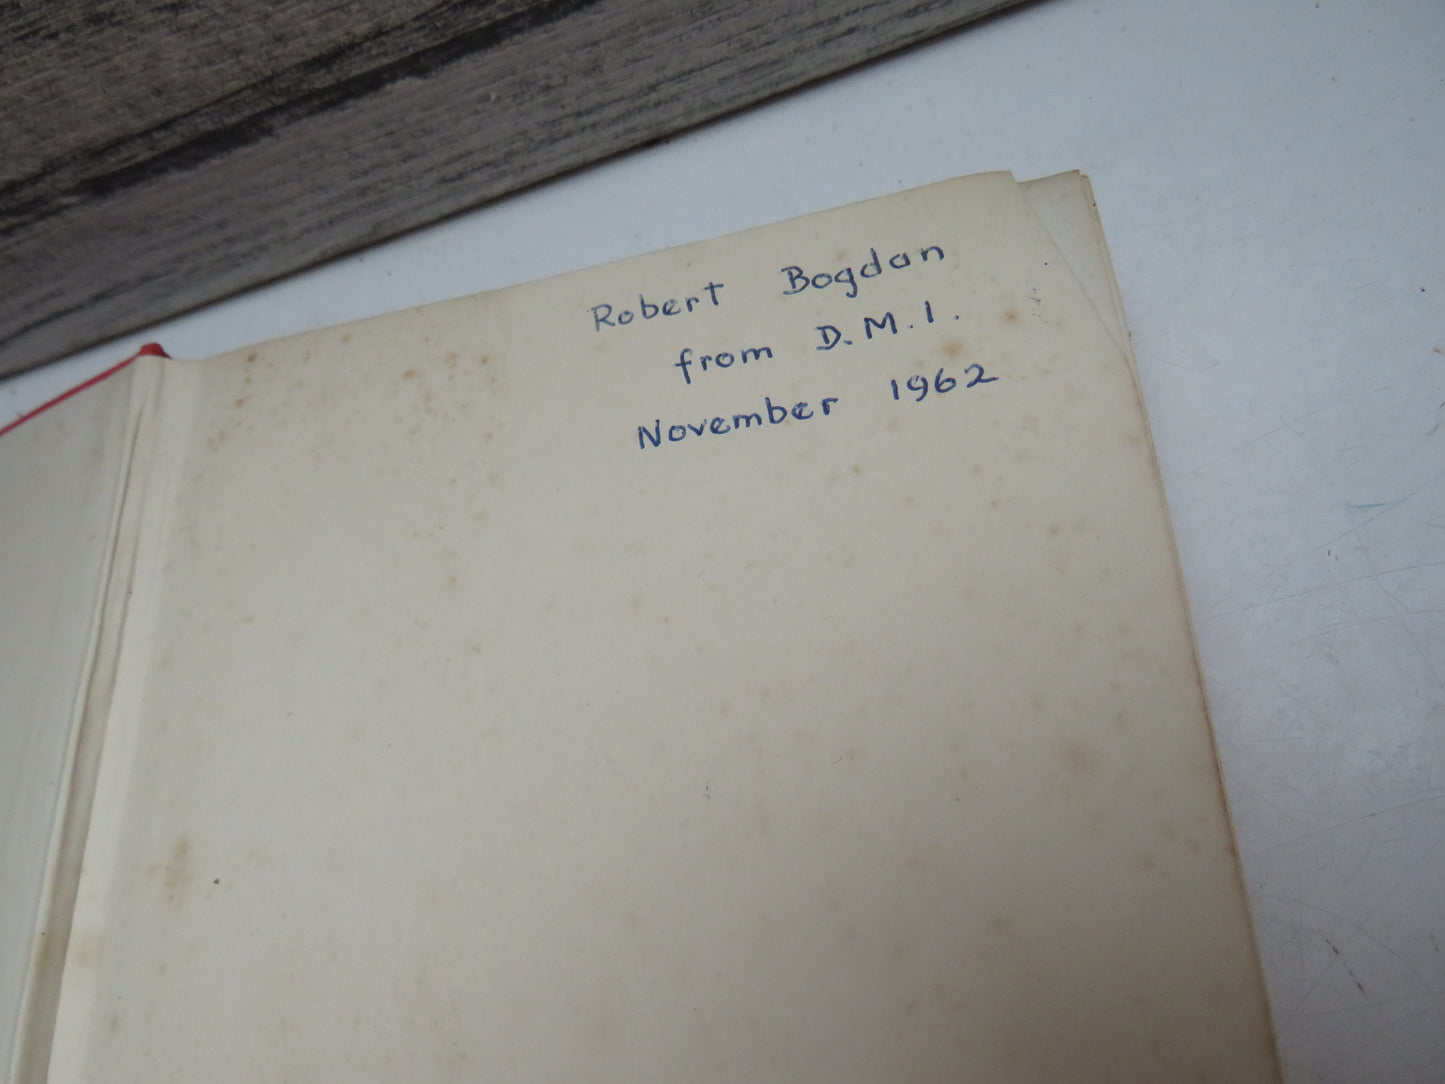 Robert Bogdan
from D.M.I.
November 1962